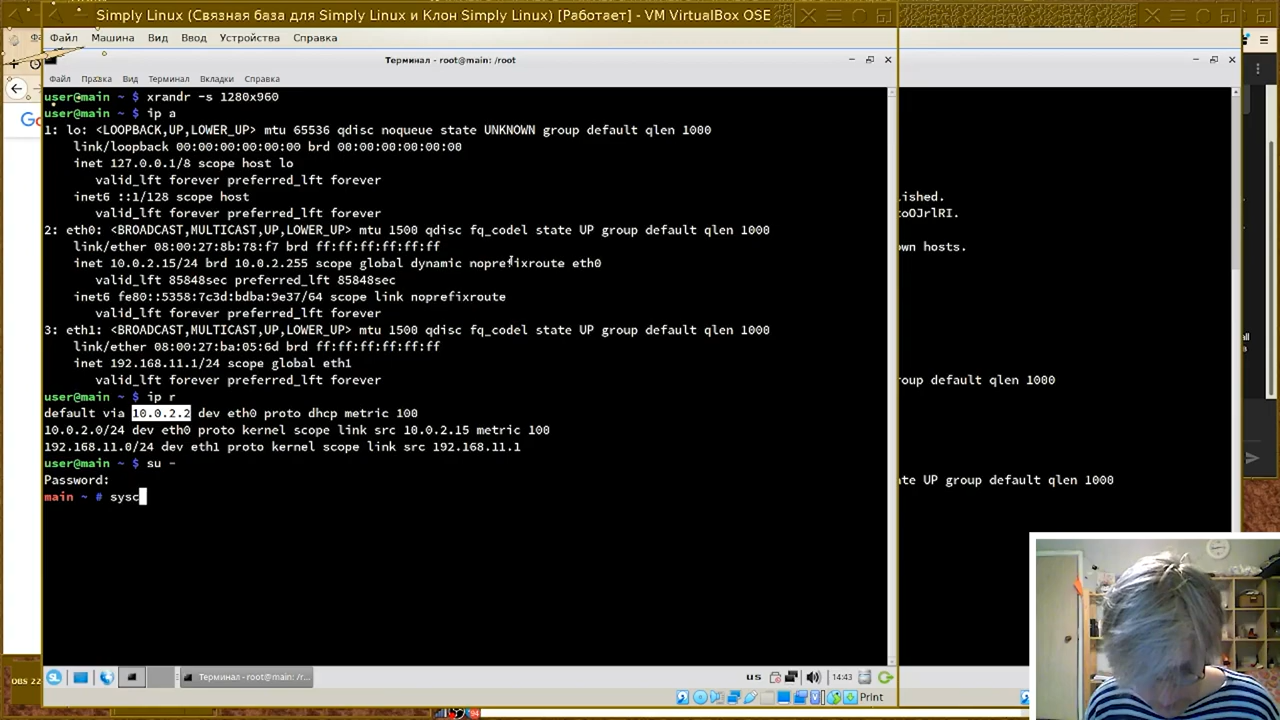 Simply Linux (Связная база для Simply Linux и Клон Simply Linux) [Работает] - VM VirtualBox OSE
Файл Машина Вид Ввод Устройства Справка
Терминал - root@main: /root
Файл Правка Вид Терминал Вкладки Справка
user@main ~ $ xrandr -s 1280x960
user@main ~ $ ip a
1: lo: <LOOPBACK,UP,LOWER_UP> mtu 65536 qdisc noqueue state UNKNOWN group default qlen 1000
link/loopback 00:00:00:00:00:00 brd 00:00:00:00:00:00
inet 127.0.0.1/8 scope host lo
valid_lft forever preferred_lft forever
inet6 ::1/128 scope host
valid_lft forever preferred_lft forever
2: eth0: <BROADCAST,MULTICAST,UP,LOWER_UP> mtu 1500 qdisc fq_codel state UP group default qlen 1000
link/ether 08:00:27:8b:78:f7 brd ff:ff:ff:ff:ff:ff
inet 10.0.2.15/24 brd 10.0.2.255 scope global dynamic noprefixroute eth0
valid_lft 85848sec preferred_lft 85848sec
inet6 fe80::5358:7c3d:bdba:9e37/64 scope link noprefixroute
valid_lft forever preferred_lft forever
3: eth1: <BROADCAST,MULTICAST,UP,LOWER_UP> mtu 1500 qdisc fq_codel state UP group default qlen 1000
link/ether 08:00:27:ba:05:6d brd ff:ff:ff:ff:ff:ff
inet 192.168.11.1/24 scope global eth1
valid_lft forever preferred_lft forever
user@main ~ $ ip r
default via 10.0.2.2 dev eth0 proto dhcp metric 100
10.0.2.0/24 dev eth0 proto kernel scope link src 10.0.2.15 metric 100
192.168.11.0/24 dev eth1 proto kernel scope link src 192.168.11.1
user@main ~ $ su -
Password:
main ~ # sysc
ished.
toOJrlRI.
own hosts.
oup default qlen 1000
ate UP group default qlen 1000
Терминал - root@main: /r...
us
14:43
Print
OBS 22